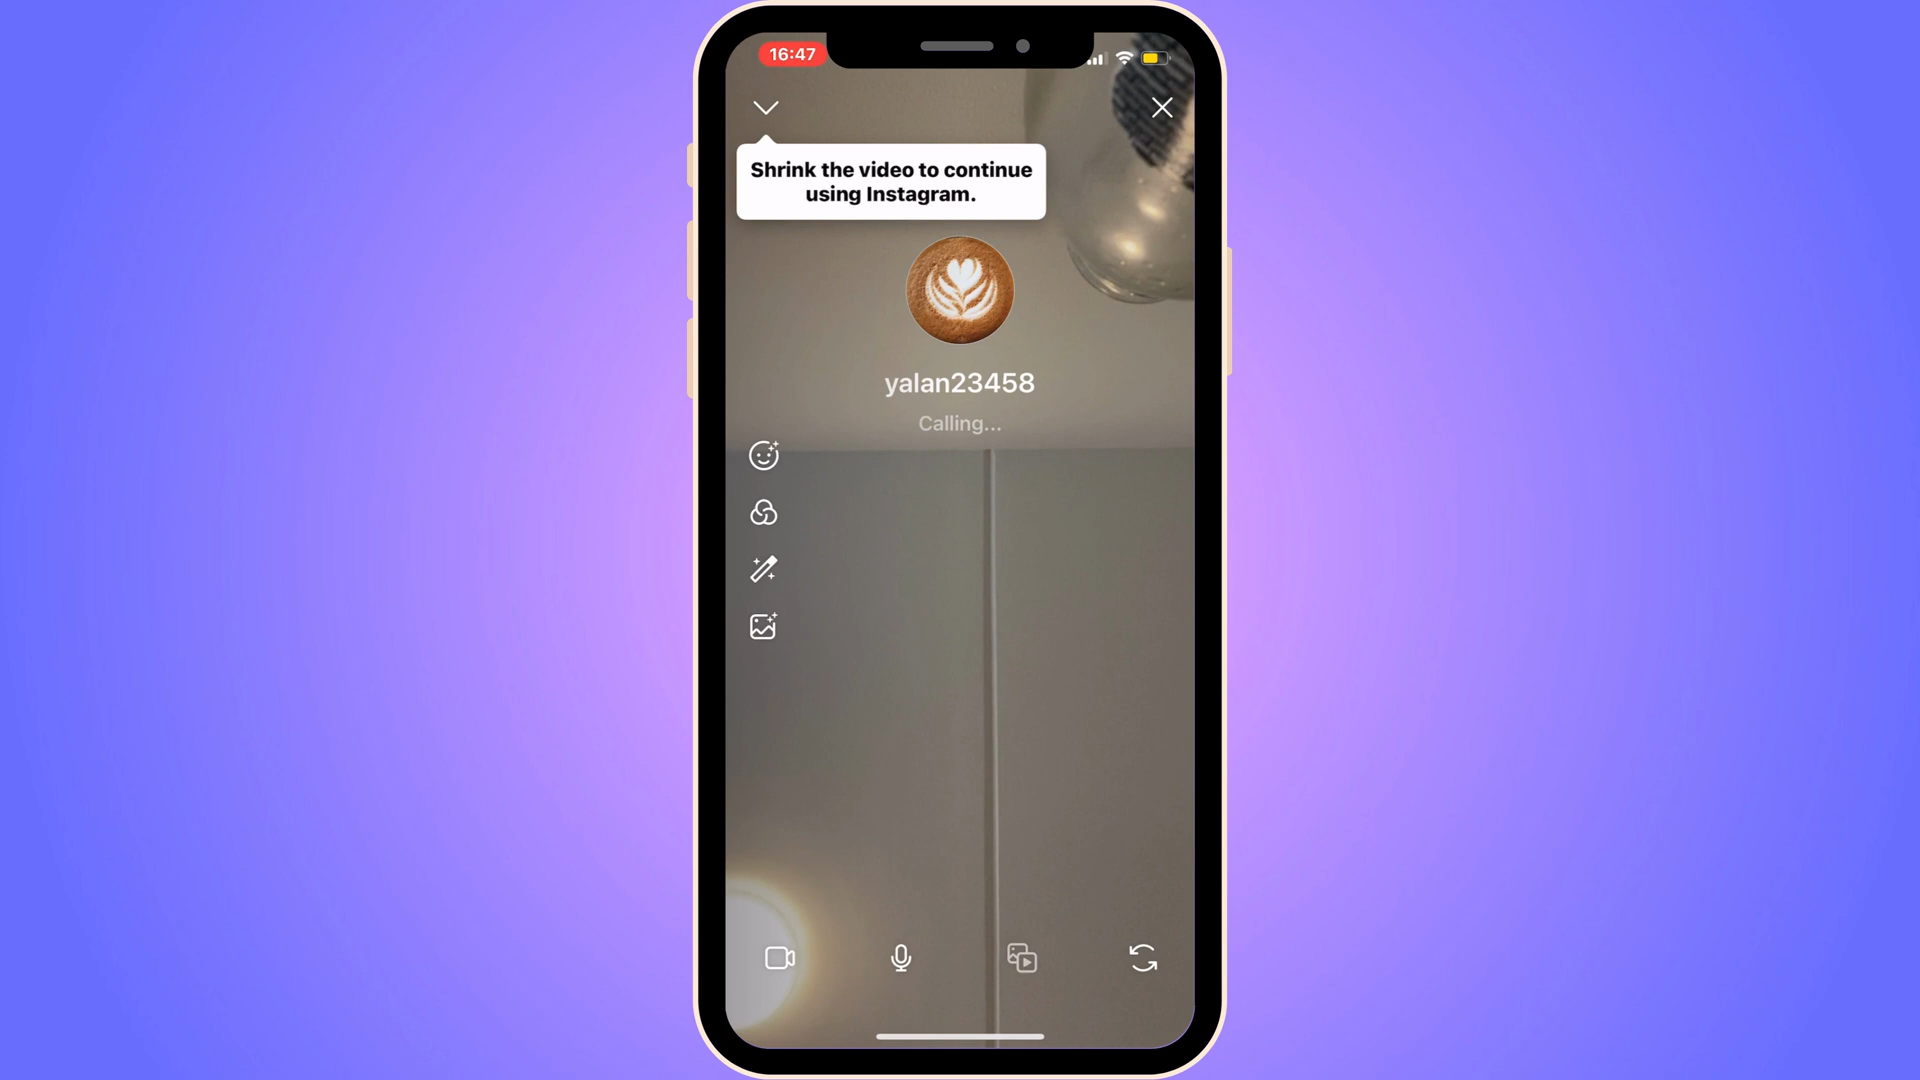 16:47
Shrink the video to continue
using Instagram.
yalan23458
Calling...